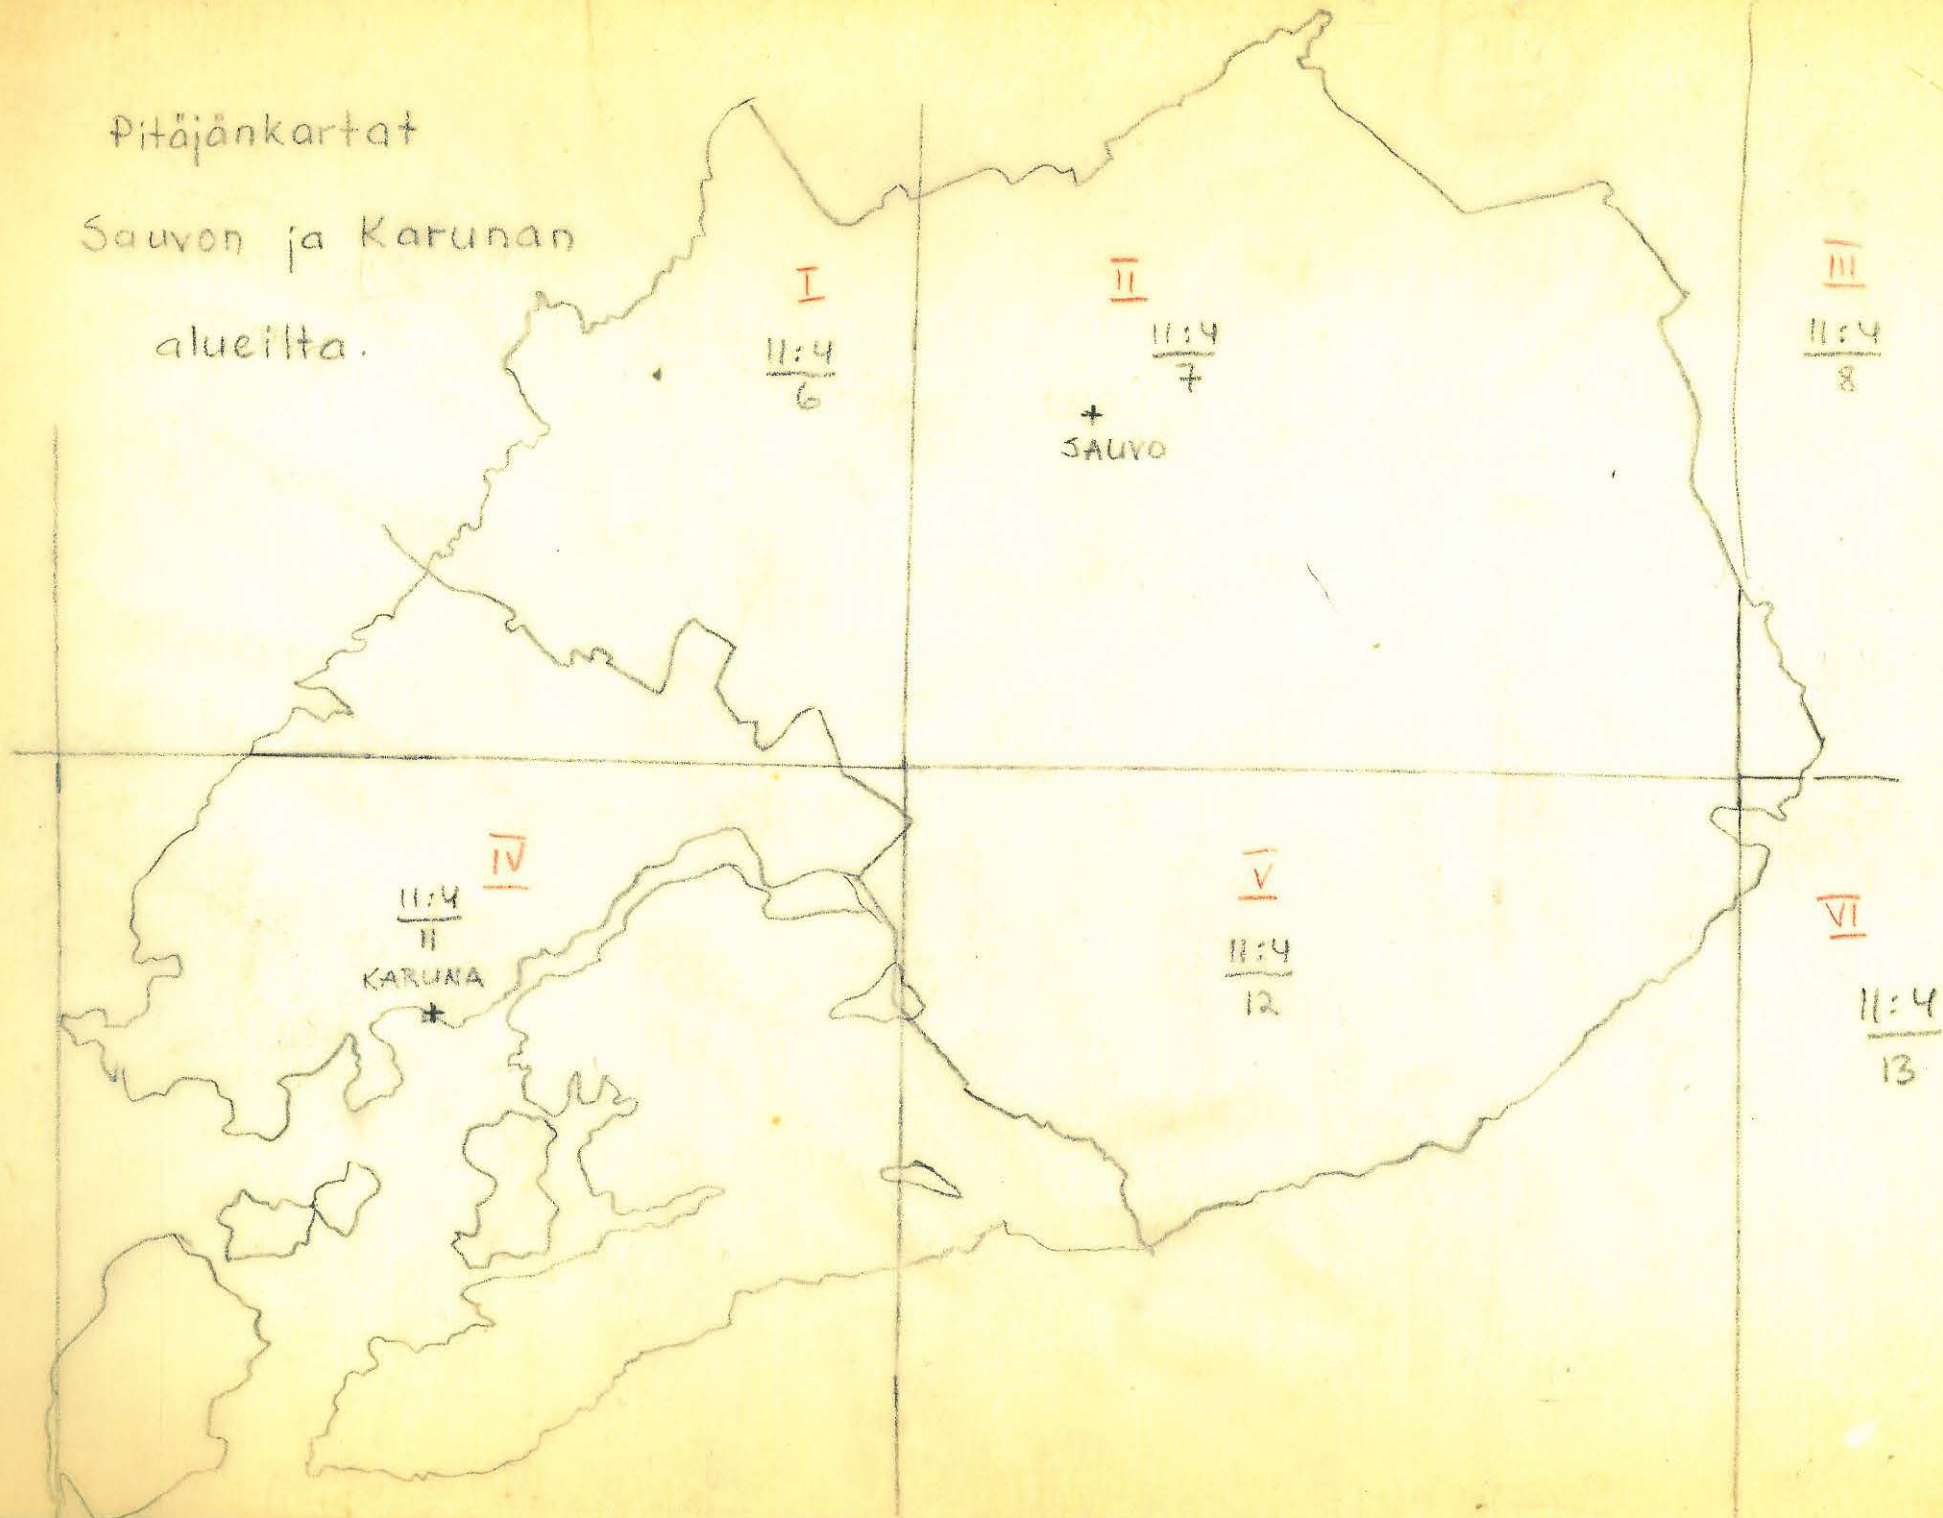 Pitäjänkartat
Sauvon ja Karunan
alueilta.
I
11:4
6
II
11:4
7
SAUVO
III
11:4
8
IV
11:4
11
KARUNA
V
11:4
12
VI
11:4
13